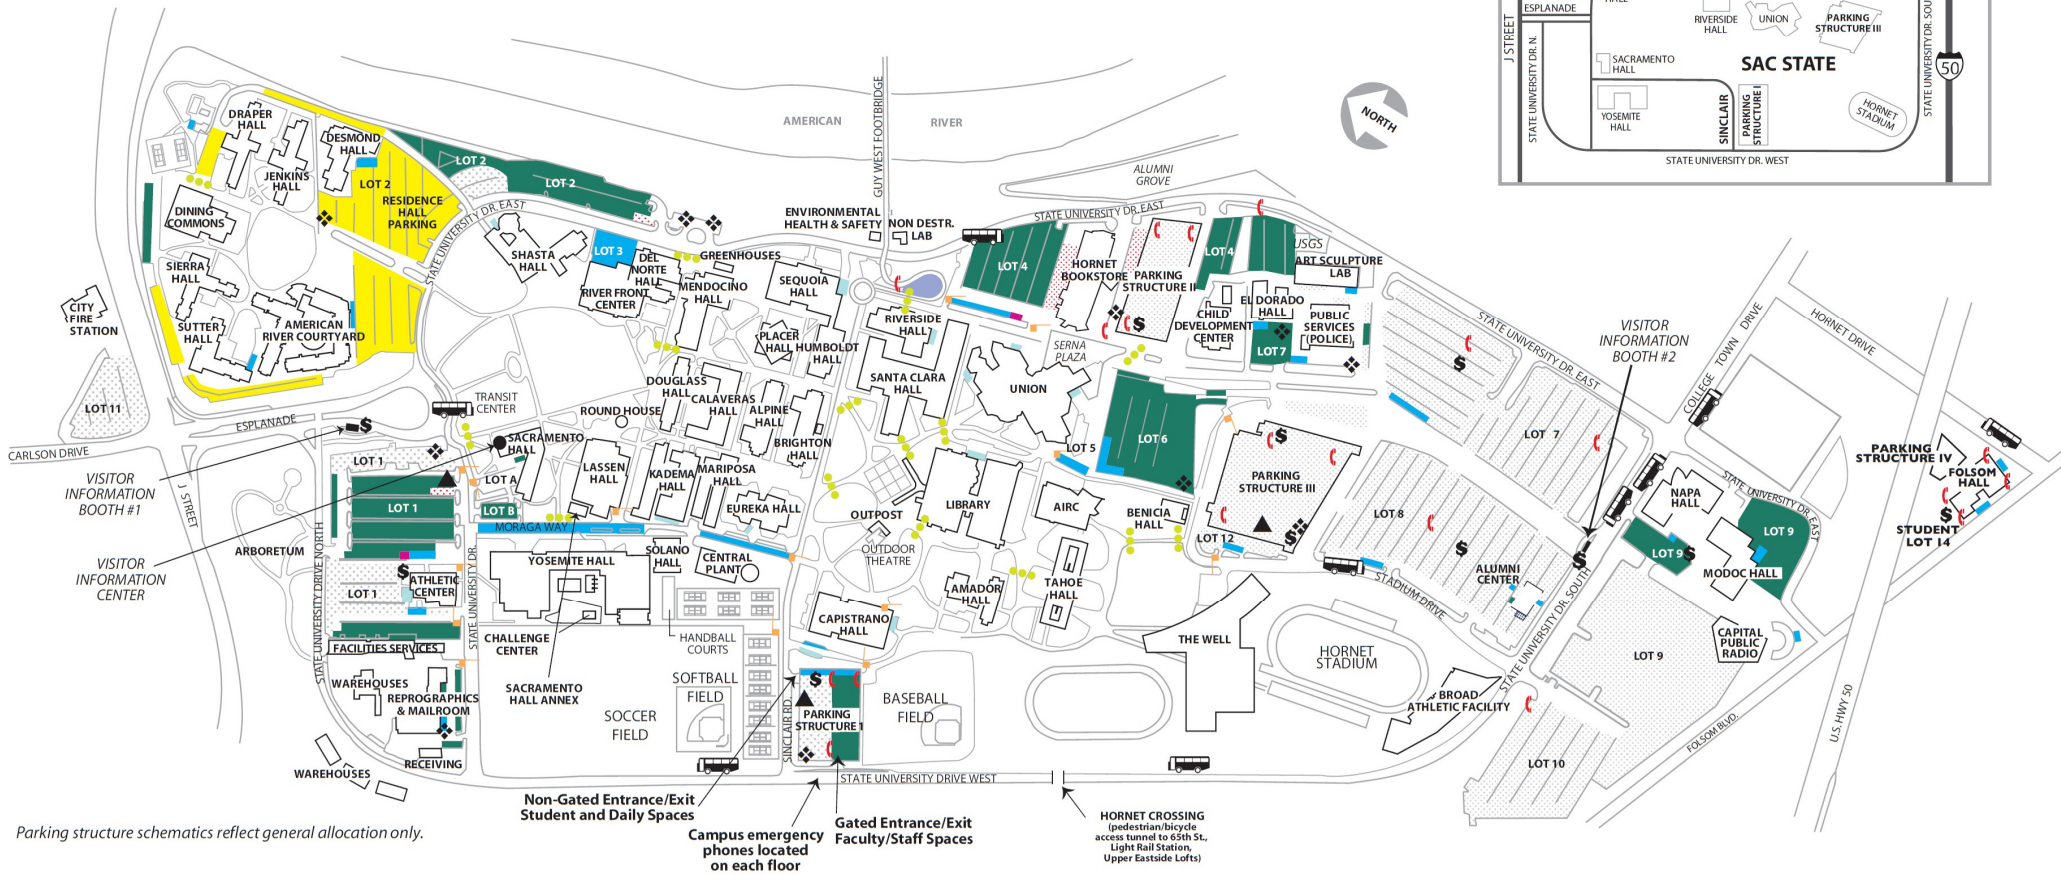 DRAPER
HALL
DESMOND
HALL
JENKINS
HALL
DINING
COMMONS
SIERRA
HALL
SUTTER
HALL
AMERICAN
RIVER COURTYARD
CITY
FIRE
STATION
LOT 11
CARLSON DRIVE
J STREET
ESPLANADE
LOT 2
RESIDENCE
HALL
PARKING
LOT 2
LOT 2
STATE UNIVERSITY DR. EAST
SHASTA
HALL
LOT 3
DEL
NORTE
HALL
RIVER FRONT
CENTER
GREENHOUSES
MENDOCINO
HALL
SEQUOIA
HALL
PLACER
HALL
HUMBOLDT
HALL
ENVIRONMENTAL
HEALTH & SAFETY
NON DESTR.
LAB
GUY WEST FOOTBRIDGE
AMERICAN
RIVER
NORTH
ALUMNI
GROVE
STATE UNIVERSITY DR. EAST
LOT 4
HORNET
BOOKSTORE
PARKING
STRUCTURE II
LOT 4
USGS
ART SCULPTURE
LAB
CHILD
DEVELOPMENT
CENTER
EL DORADO
HALL
PUBLIC
SERVICES
(POLICE)
LOT 7
RIVERSIDE
HALL
SERNA
PLAZA
SANTA CLARA
HALL
UNION
DOUGLASS
HALL
CALAVERAS
HALL
ALPINE
HALL
BRIGHTON
HALL
ROUND HOUSE
TRANSIT
CENTER
SACRAMENTO
HALL
LASSEN
HALL
KADEMA
HALL
MARIPOSA
HALL
EUREKA HALL
LOT A
LOT B
MORAGA WAY
LOT 1
LOT 1
LOT 1
VISITOR
INFORMATION
BOOTH #1
VISITOR
INFORMATION
CENTER
ARBORETUM
STATE UNIVERSITY DRIVE NORTH
STATE UNIVERSITY DR.
ATHLETIC
CENTER
FACILITIES SERVICES
WAREHOUSES
REPROGRAPHICS
& MAILROOM
RECEIVING
WAREHOUSES
YOSEMITE HALL
SOLANO
HALL
CENTRAL
PLANT
CHALLENGE
CENTER
SACRAMENTO
HALL ANNEX
HANDBALL
COURTS
SOFTBALL
FIELD
SOCCER
FIELD
OUTPOST
OUTDOOR
THEATRE
LIBRARY
AIRC
LOT 5
LOT 6
BENICIA
HALL
LOT 12
PARKING
STRUCTURE III
AMADOR
HALL
TAHOE
HALL
CAPISTRANO
HALL
SINCLAIR RD.
PARKING
STRUCTURE I
BASEBALL
FIELD
STATE UNIVERSITY DRIVE WEST
THE WELL
HORNET
STADIUM
STADIUM DRIVE
LOT 8
LOT 7
STATE UNIVERSITY DR. EAST
ALUMNI
CENTER
STATE UNIVERSITY DR. SOUTH
BROAD
ATHLETIC FACILITY
VISITOR
INFORMATION
BOOTH #2
COLLEGE TOWN DRIVE
HORNET DRIVE
NAPA
HALL
STATE UNIVERSITY DR. EAST
LOT 9
LOT 9
MODOC HALL
LOT 9
CAPITAL
PUBLIC
RADIO
LOT 10
FOLSOM BLVD.
U.S. HWY 50
PARKING
STRUCTURE IV
FOLSOM
HALL
STUDENT
LOT 14
Non-Gated Entrance/Exit
Student and Daily Spaces
Campus emergency
phones located
on each floor
Gated Entrance/Exit
Faculty/Staff Spaces
HORNET CROSSING
(pedestrian/bicycle
access tunnel to 65th St.,
Light Rail Station,
Upper Eastside Lofts)
Parking structure schematics reflect general allocation only.
J STREET
ESPLANADE
HALL
STATE UNIVERSITY DR. N.
RIVERSIDE
HALL
UNION
PARKING
STRUCTURE III
SACRAMENTO
HALL
SAC STATE
YOSEMITE
HALL
SINCLAIR
PARKING
STRUCTURE I
HORNET
STADIUM
STATE UNIVERSITY DR. WEST
STATE UNIVERSITY DR. SOU
50